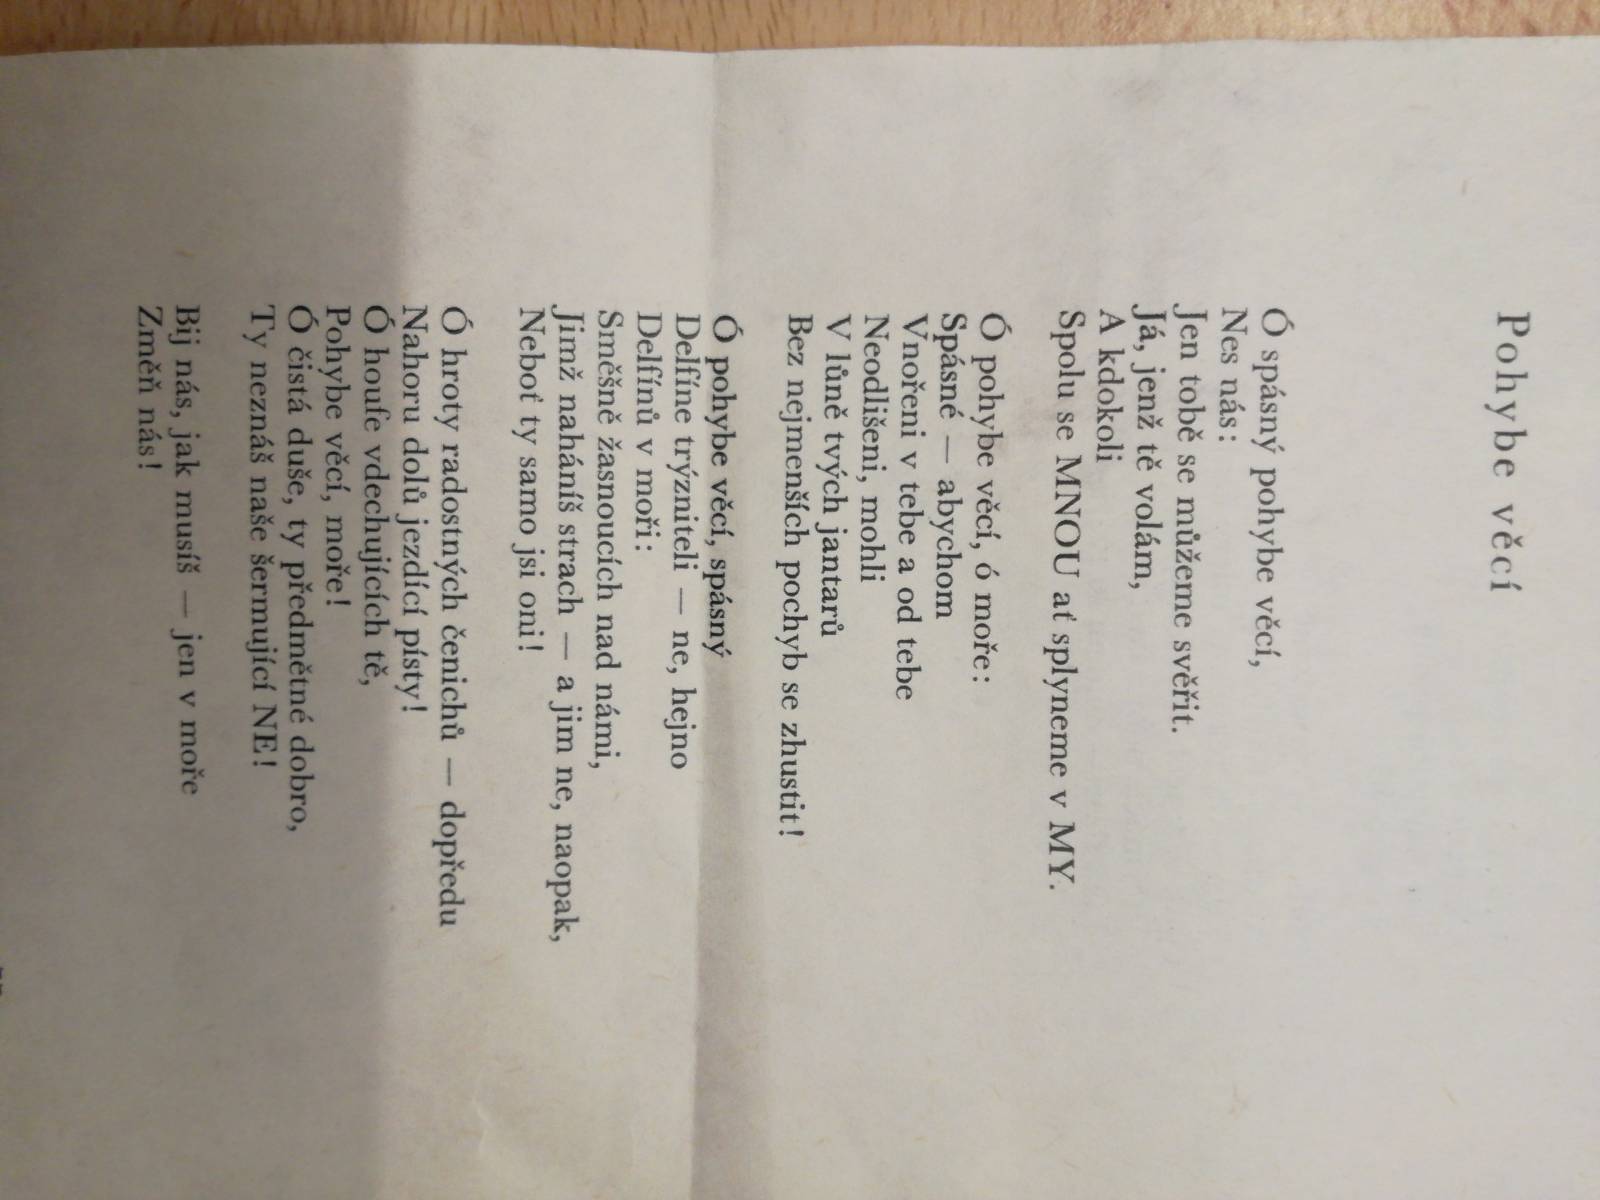 Pohybe věcí
Ó spásný pohybe věcí,
Nes nás:
Jen tobě se můžeme svěřit.
Já, jenž tě volám,
A kdokoli
Spolu se MNOU ať splyneme v MY.
Ó pohybe věcí, ó moře:
Spásné — abychom
Vnořeni v tebe a od tebe
Neodlišeni, mohli
V lůně tvých jantarů
Bez nejmenších pochyb se zhustit!
Ó pohybe věcí, spásný
Delfíne trýzniteli — ne, hejno
Delfínů v moři:
Směšně žasnoucích nad námi,
Jimž naháníš strach — a jim ne, naopak,
Neboť ty samo jsi oni!
Ó hroty radostných čenichů — dopředu
Nahoru dolů jezdící písty!
Ó houfe vdechujících tě,
Pohybe věcí, moře!
Ó čistá duše, ty předmětné dobro,
Ty neznáš naše šermující NE!
Bij nás, jak musíš — jen v moře
Změň nás!